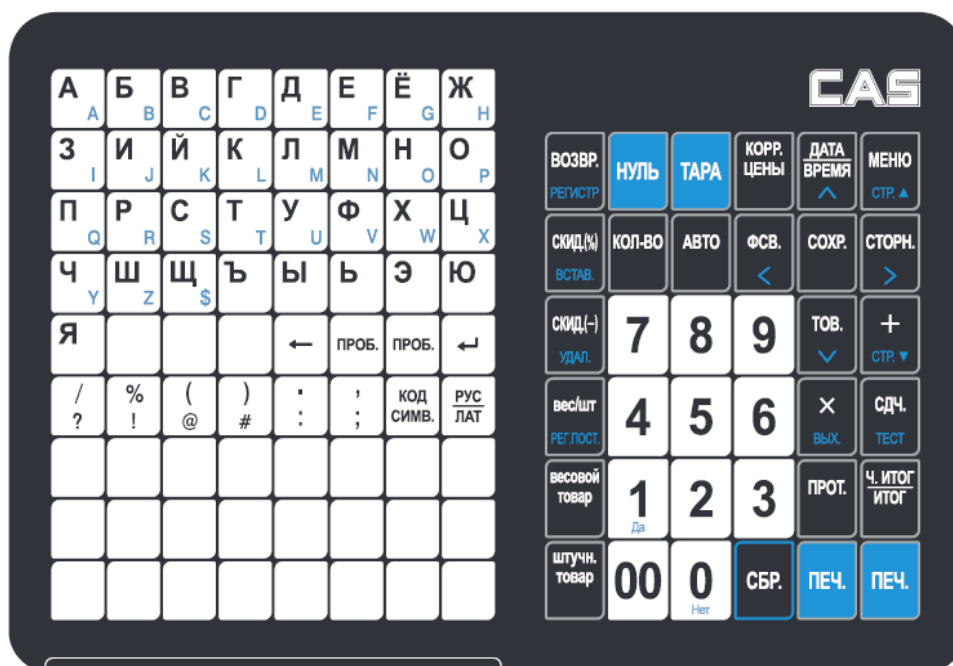 CAS
А A Б B В C Г D Д E Е F Ё G Ж H
З I И J Й K К L Л M М N Н O О P
П Q Р R С S Т T У U Ф V Х W Ц X
Ч Y Ш Z Щ $ Ъ Ы Ь Э Ю
Я ← ПРОБ. ПРОБ. ↵
/ % ( ) . , КОД РУС
? ! @ # : ; СИМВ. ЛАТ
ВОЗВР. НУЛЬ ТАРА КОРР. ДАТА МЕНЮ
ЦЕНЫ ВРЕМЯ
РЕГИСТР ^ СТР.▲
СКИД.(%) КОЛ-ВО АВТО ФСВ. СОХР. СТОРН.
ВСТАВ. < >
СКИД.(–) 7 8 9 ТОВ. +
УДАЛ. ∨ СТР.▼
вес/шт 4 5 6 × СДЧ.
РЕГ.ПОСТ. ВЫХ. ТЕСТ
весовой 1 2 3 ПРОТ. Ч. ИТОГ
товар ИТОГ
Да
штучн. 00 0 СБР. ПЕЧ. ПЕЧ.
товар
Нет